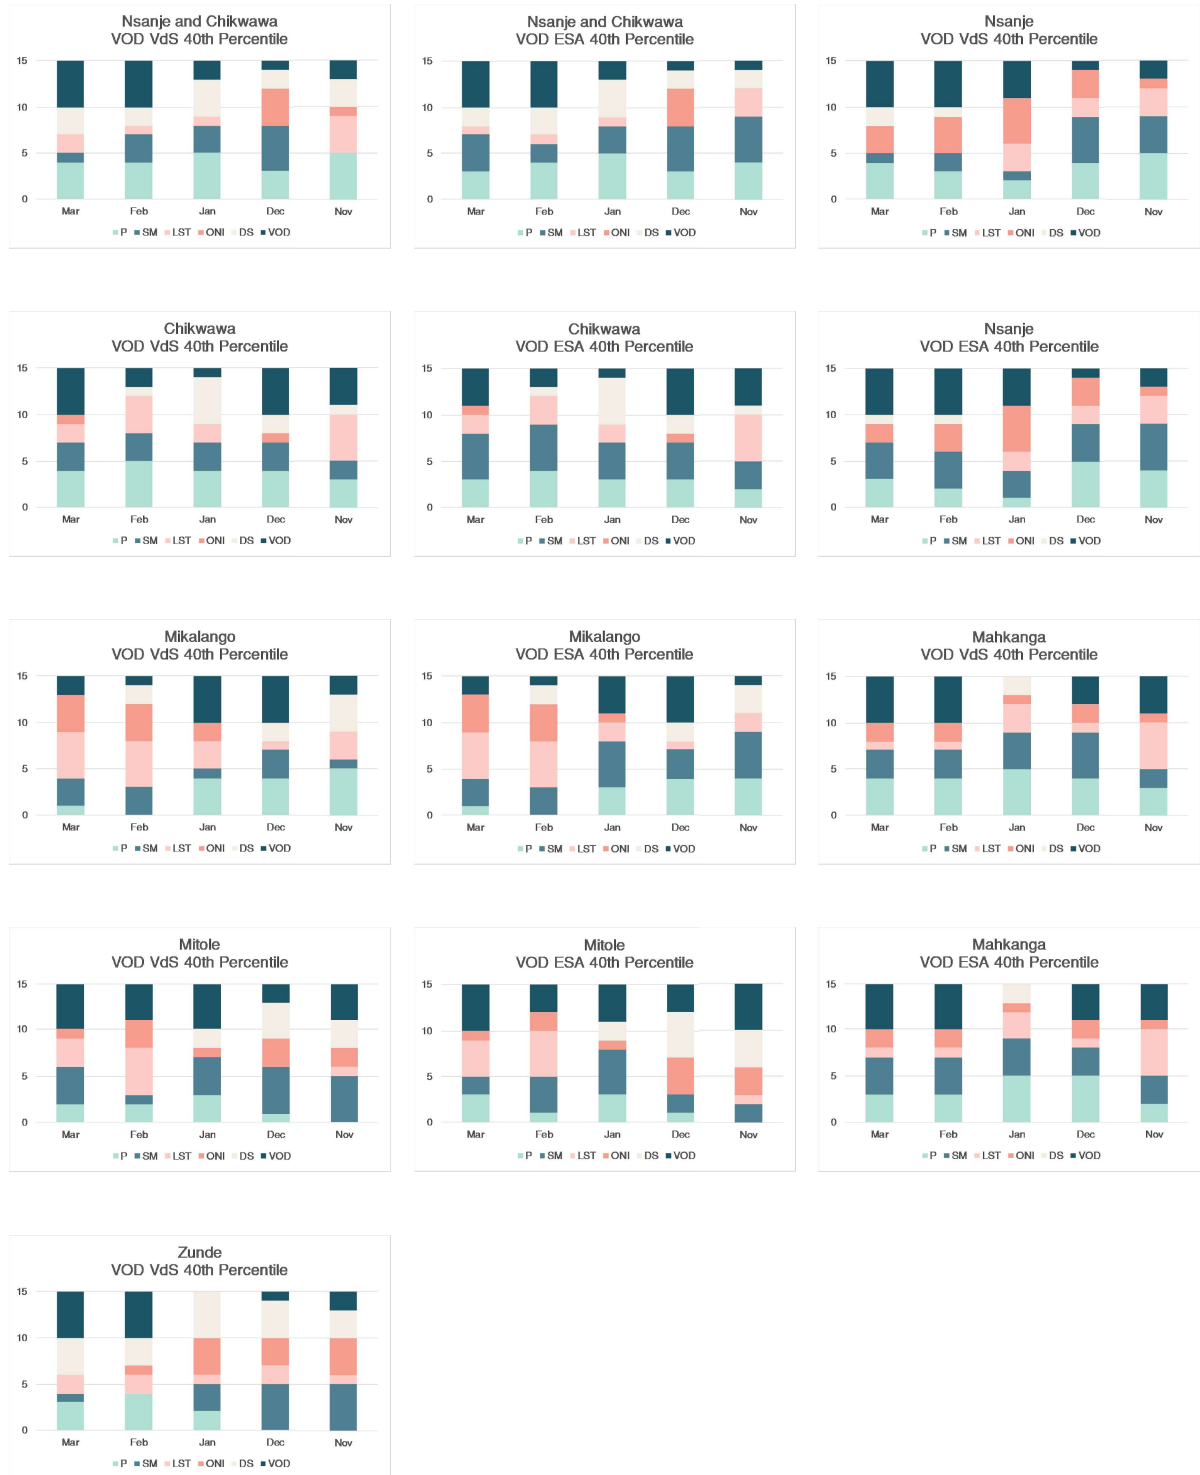 Nsanje and Chikwawa
VOD VdS 40th Percentile
15
10
5
0
Mar Feb Jan Dec Nov
P SM LST ONI DS VOD
Nsanje and Chikwawa
VOD ESA 40th Percentile
15
10
5
0
Mar Feb Jan Dec Nov
P SM LST ONI DS VOD
Nsanje
VOD VdS 40th Percentile
15
10
5
0
Mar Feb Jan Dec Nov
P SM LST ONI DS VOD
Chikwawa
VOD VdS 40th Percentile
15
10
5
0
Mar Feb Jan Dec Nov
P SM LST ONI DS VOD
Chikwawa
VOD ESA 40th Percentile
15
10
5
0
Mar Feb Jan Dec Nov
P SM LST ONI DS VOD
Nsanje
VOD ESA 40th Percentile
15
10
5
0
Mar Feb Jan Dec Nov
P SM LST ONI DS VOD
Mikalango
VOD VdS 40th Percentile
15
10
5
0
Mar Feb Jan Dec Nov
P SM LST ONI DS VOD
Mikalango
VOD ESA 40th Percentile
15
10
5
0
Mar Feb Jan Dec Nov
P SM LST ONI DS VOD
Mahkanga
VOD VdS 40th Percentile
15
10
5
0
Mar Feb Jan Dec Nov
P SM LST ONI DS VOD
Mitole
VOD VdS 40th Percentile
15
10
5
0
Mar Feb Jan Dec Nov
P SM LST ONI DS VOD
Mitole
VOD ESA 40th Percentile
15
10
5
0
Mar Feb Jan Dec Nov
P SM LST ONI DS VOD
Mahkanga
VOD ESA 40th Percentile
15
10
5
0
Mar Feb Jan Dec Nov
P SM LST ONI DS VOD
Zunde
VOD VdS 40th Percentile
15
10
5
0
Mar Feb Jan Dec Nov
P SM LST ONI DS VOD